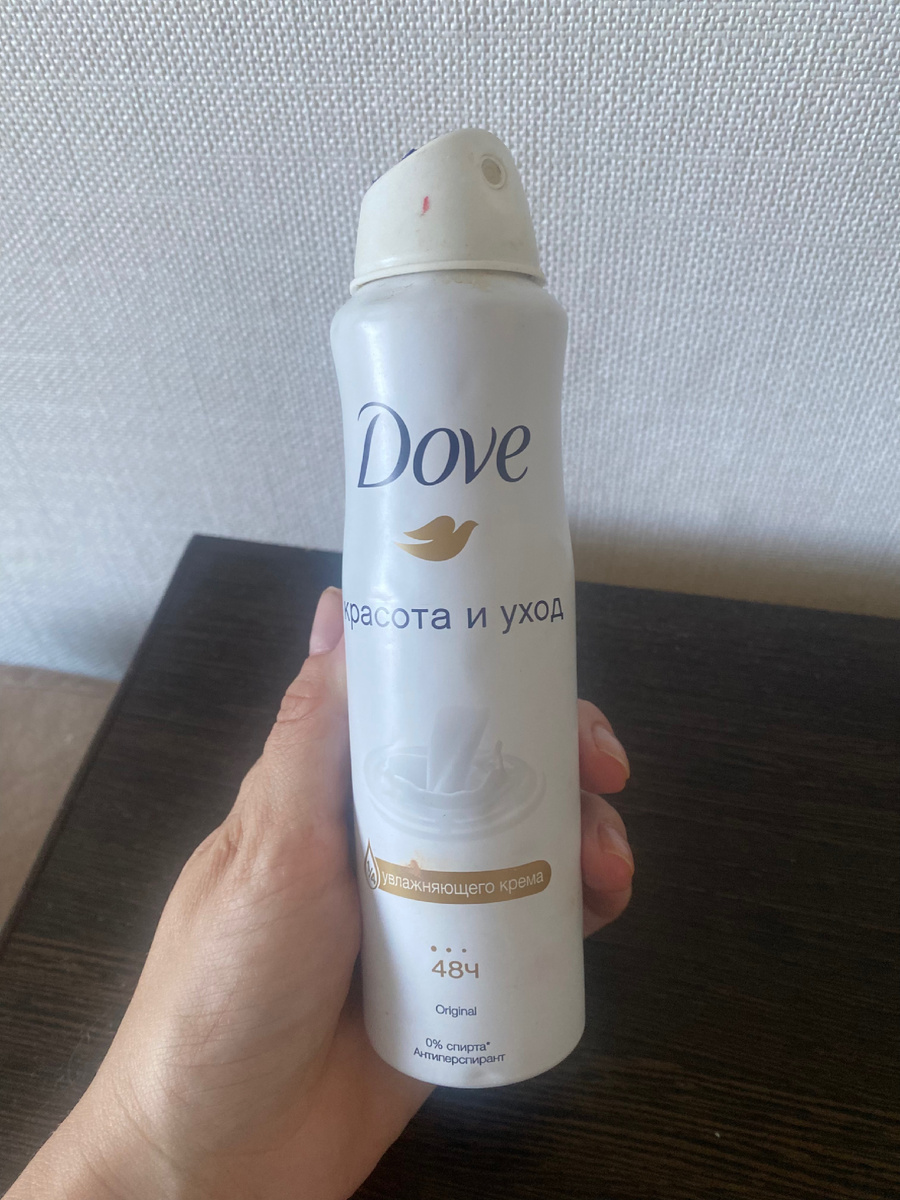 Dove
красота и уход
увлажняющего крема
48ч
Original
0% спирта*
Антиперспирант